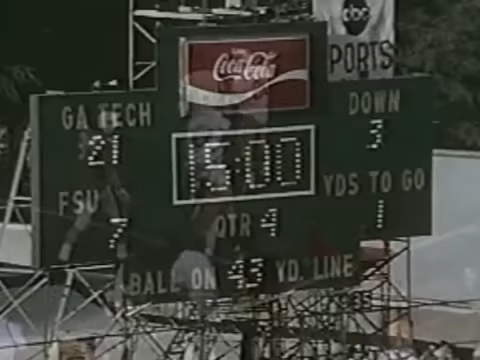 abc
SPORTS
Coca-Cola
GA TECH
21
DOWN
3
15:00
FSU
7
YDS TO GO
1
QTR 4
BALL ON 43 YD. LINE